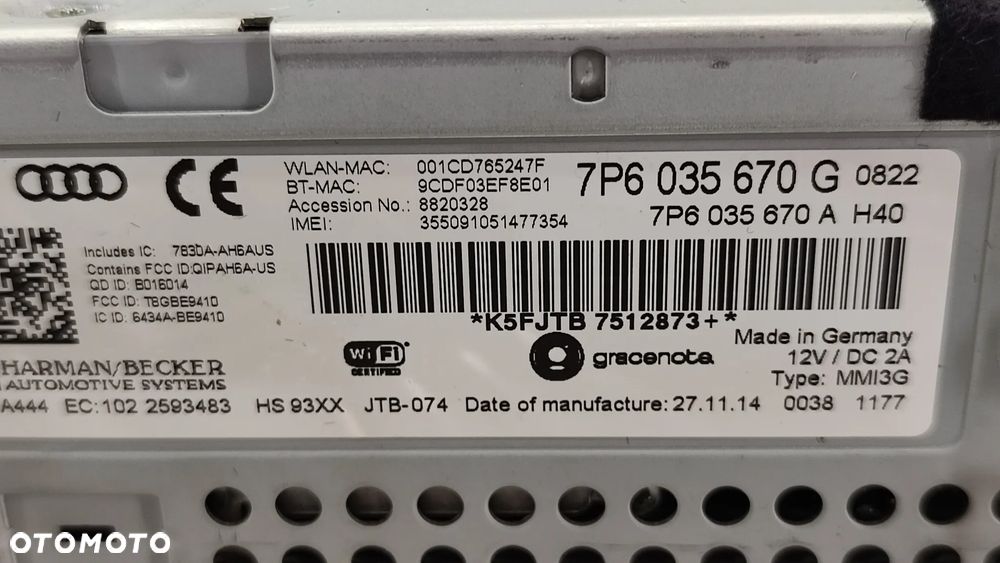 WLAN-MAC: 001CD765247F
BT-MAC: 9CDF03EF8E01
Accession No.: 8820328
IMEI: 355091051477354
7P6 035 670 G 0822
7P6 035 670 A H40
Includes IC: 7830A-AH6AUS
Contains FCC ID:QIPAH6A-US
QD ID: B016014
FCC ID: T8GBE9410
IC ID: 6434A-BE9410
*K5FJTB 7512873+*
HARMAN/BECKER
AUTOMOTIVE SYSTEMS
WiFi
CERTIFIED
gracenote
Made in Germany
12V / DC 2A
Type: MMI3G
A444 EC:102 2593483 HS 93XX JTB-074 Date of manufacture: 27.11.14 0038 1177
OTOMOTO